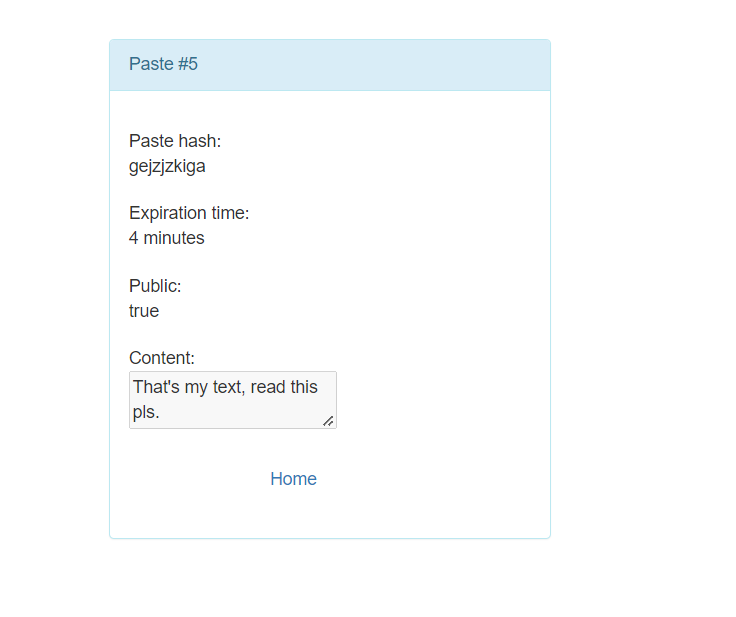 Paste #5
Paste hash:
gejzjzkiga
Expiration time:
4 minutes
Public:
true
Content:
That's my text, read this
pls.
Home